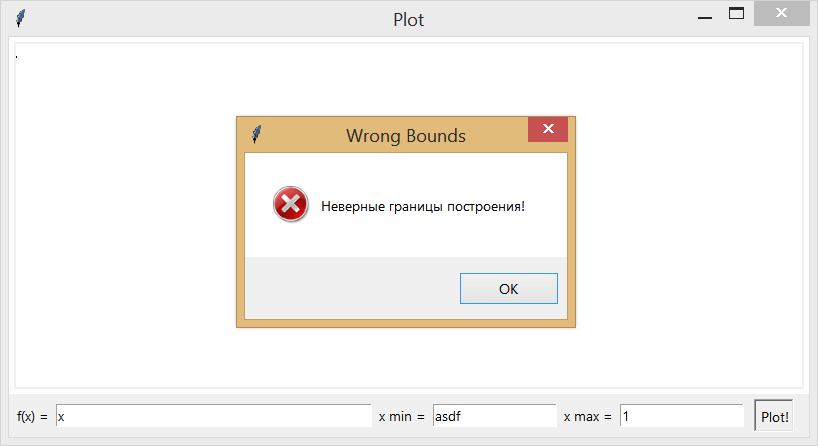 Plot
Wrong Bounds
Неверные границы построения!
OK
f(x) = x x min = asdf x max = 1 Plot!